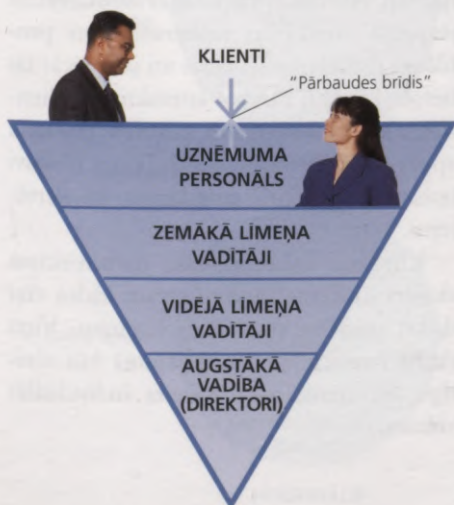 KLIENTI
"Pārbaudes brīdis"
UZŅĒMUMA
PERSONĀLS
ZEMĀKĀ LĪMEŅA
VADĪTĀJI
VIDĒJĀ LĪMEŅA
VADĪTĀJI
AUGSTĀKĀ
VADĪBA
(DIREKTORI)